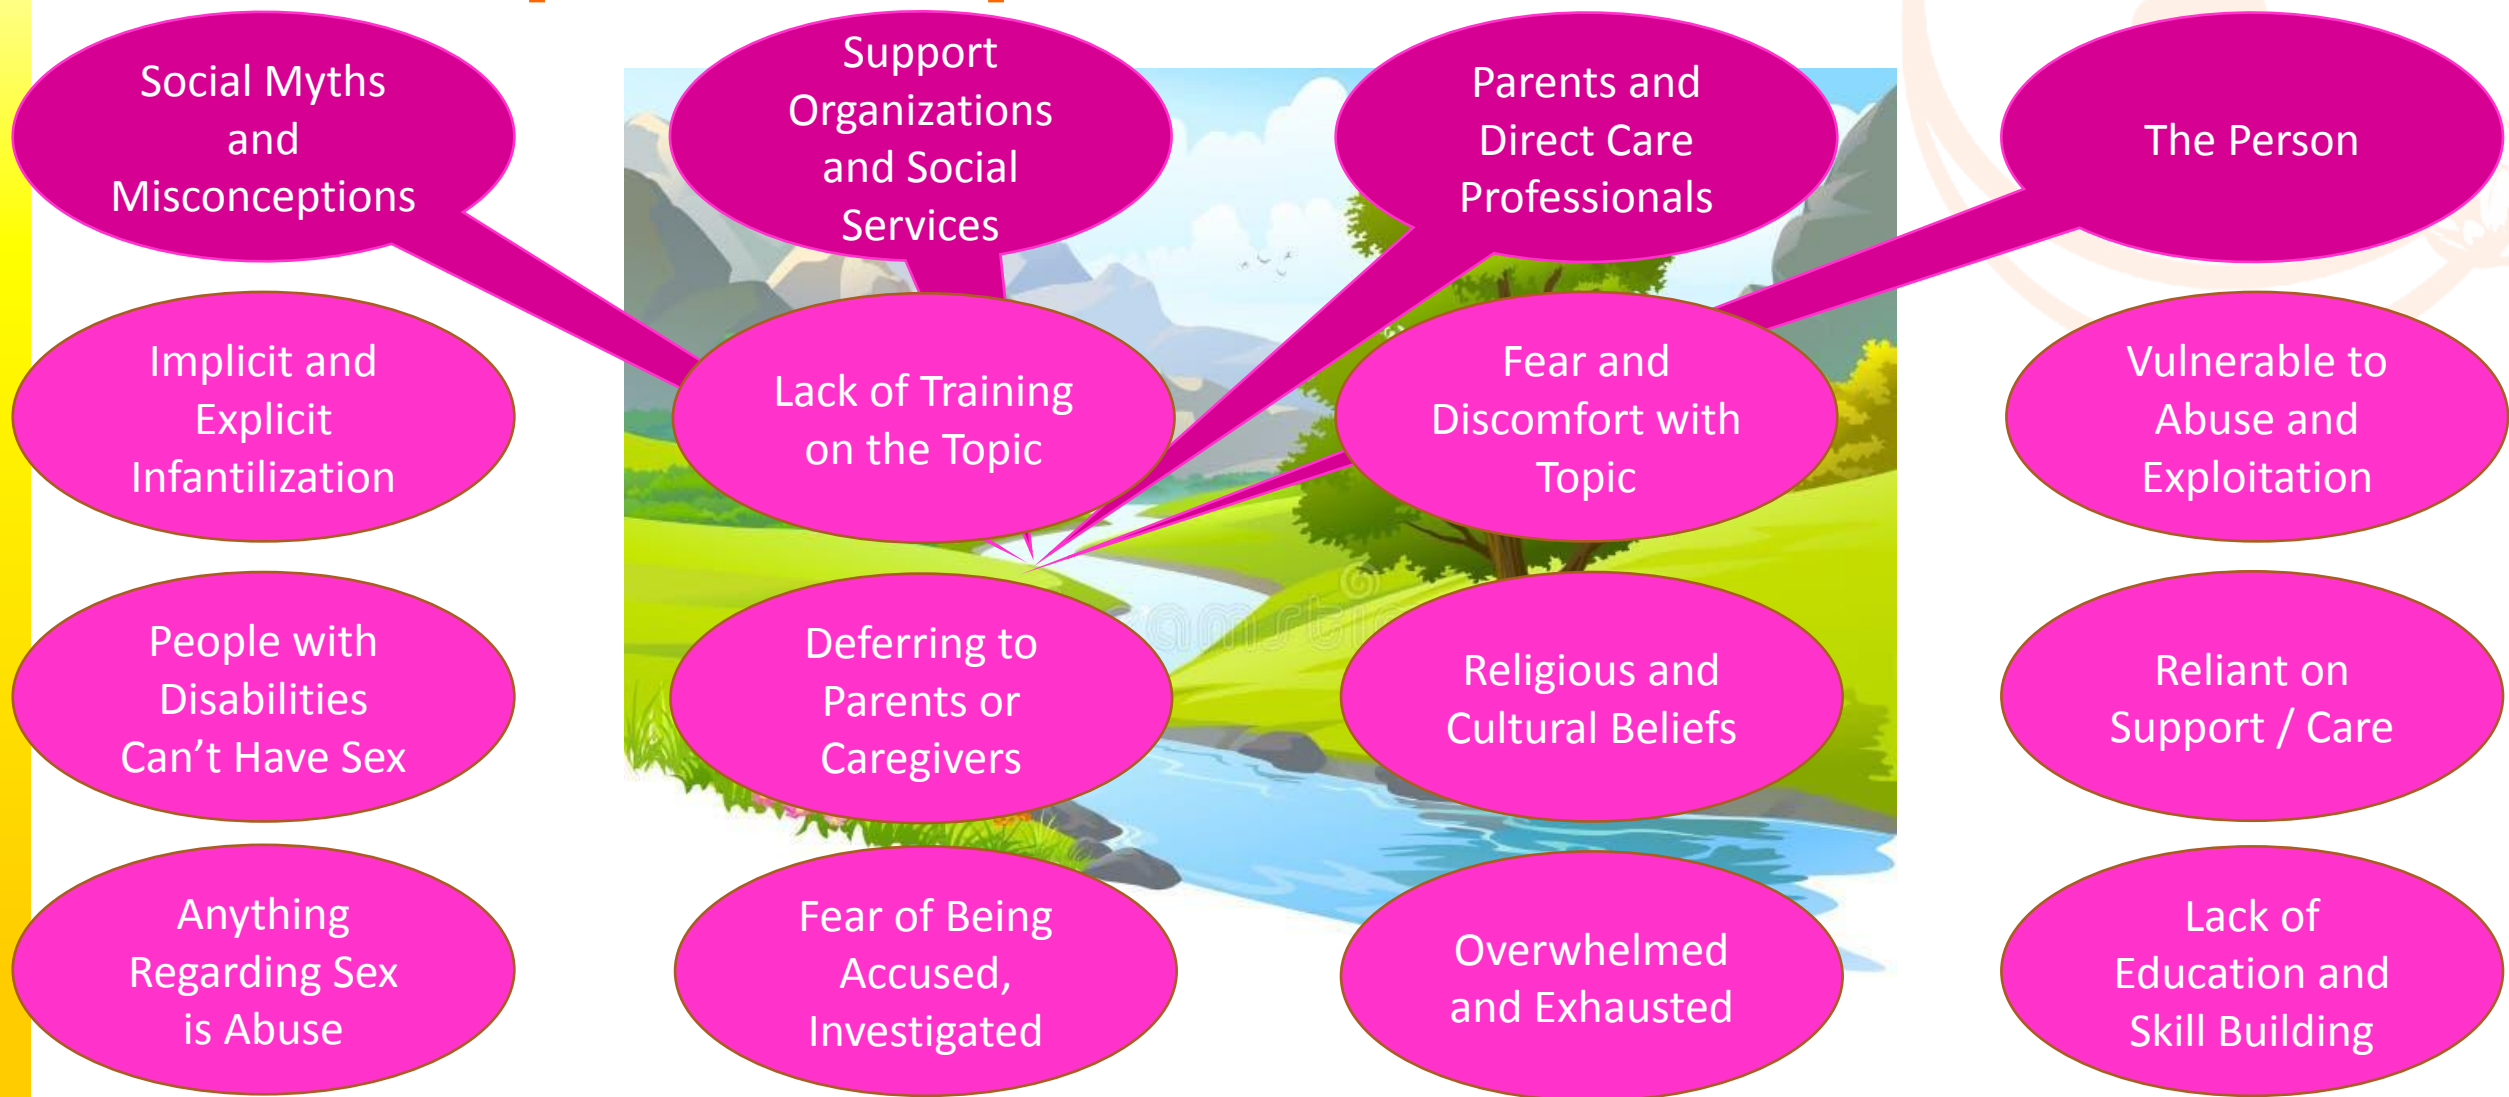 Social Myths
and
Misconceptions
Support
Organizations
and Social
Services
Parents and
Direct Care
Professionals
The Person
Implicit and
Explicit
Infantilization
Lack of Training
on the Topic
Fear and
Discomfort with
Topic
Vulnerable to
Abuse and
Exploitation
People with
Disabilities
Can’t Have Sex
Deferring to
Parents or
Caregivers
Religious and
Cultural Beliefs
Reliant on
Support / Care
Anything
Regarding Sex
is Abuse
Fear of Being
Accused,
Investigated
Overwhelmed
and Exhausted
Lack of
Education and
Skill Building